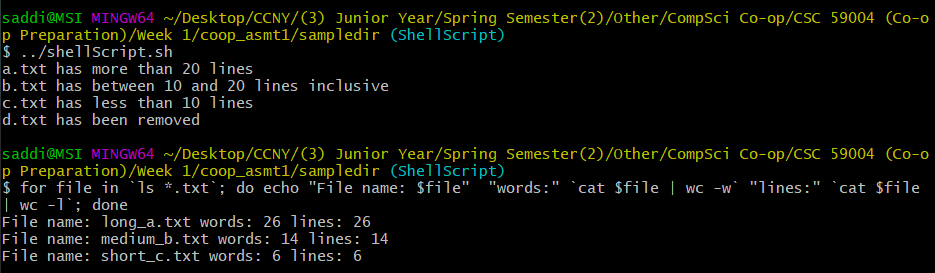 saddi@MSI MINGW64 ~/Desktop/CCNY/(3) Junior Year/Spring Semester(2)/Other/CompSci Co-op/CSC 59004 (Co-o
p Preparation)/Week 1/coop_asmt1/sampledir (ShellScript)
$ ../shellScript.sh
a.txt has more than 20 lines
b.txt has between 10 and 20 lines inclusive
c.txt has less than 10 lines
d.txt has been removed
saddi@MSI MINGW64 ~/Desktop/CCNY/(3) Junior Year/Spring Semester(2)/Other/CompSci Co-op/CSC 59004 (Co-o
p Preparation)/Week 1/coop_asmt1/sampledir (ShellScript)
$ for file in `ls *.txt`; do echo "File name: $file"  "words:" `cat $file | wc -w` "lines:" `cat $file
| wc -l`; done
File name: long_a.txt words: 26 lines: 26
File name: medium_b.txt words: 14 lines: 14
File name: short_c.txt words: 6 lines: 6